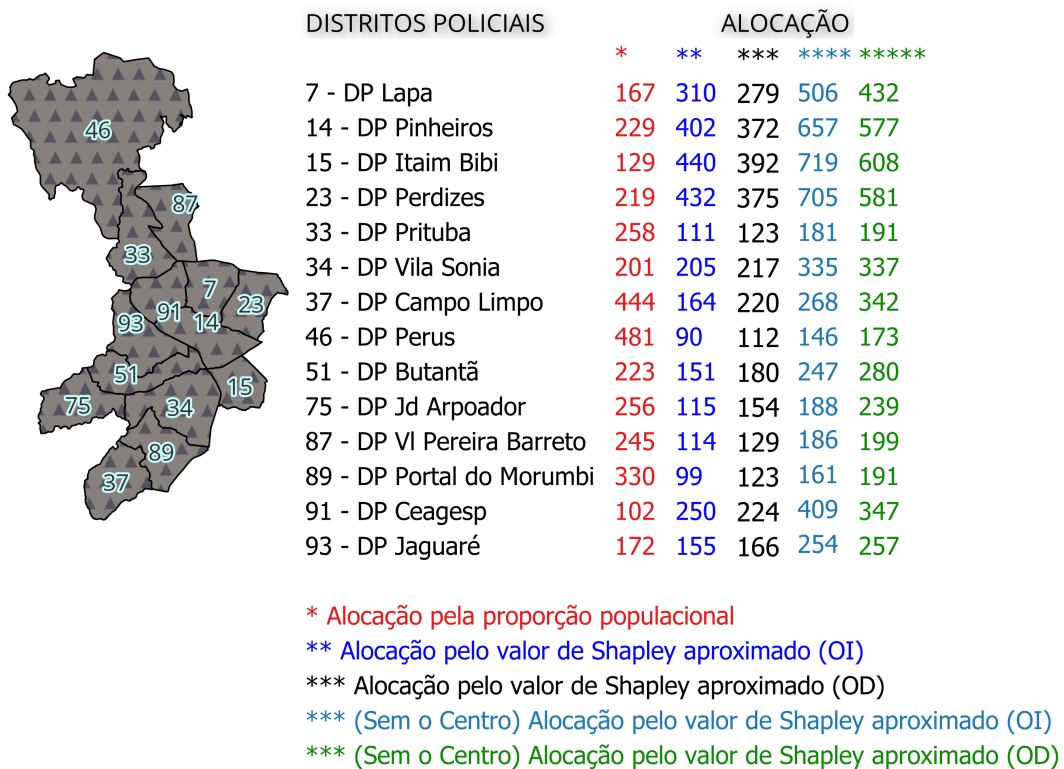 DISTRITOS POLICIAIS ALOCAÇÃO
* ** *** **** *****
7 - DP Lapa 167 310 279 506 432
14 - DP Pinheiros 229 402 372 657 577
15 - DP Itaim Bibi 129 440 392 719 608
23 - DP Perdizes 219 432 375 705 581
33 - DP Prituba 258 111 123 181 191
34 - DP Vila Sonia 201 205 217 335 337
37 - DP Campo Limpo 444 164 220 268 342
46 - DP Perus 481 90 112 146 173
51 - DP Butantã 223 151 180 247 280
75 - DP Jd Arpoador 256 115 154 188 239
87 - DP Vl Pereira Barreto 245 114 129 186 199
89 - DP Portal do Morumbi 330 99 123 161 191
91 - DP Ceagesp 102 250 224 409 347
93 - DP Jaguaré 172 155 166 254 257
* Alocação pela proporção populacional
** Alocação pelo valor de Shapley aproximado (OI)
*** Alocação pelo valor de Shapley aproximado (OD)
*** (Sem o Centro) Alocação pelo valor de Shapley aproximado (OI)
*** (Sem o Centro) Alocação pelo valor de Shapley aproximado (OD)
46
87
33
7
23
91
14
93
51
15
75
34
89
37